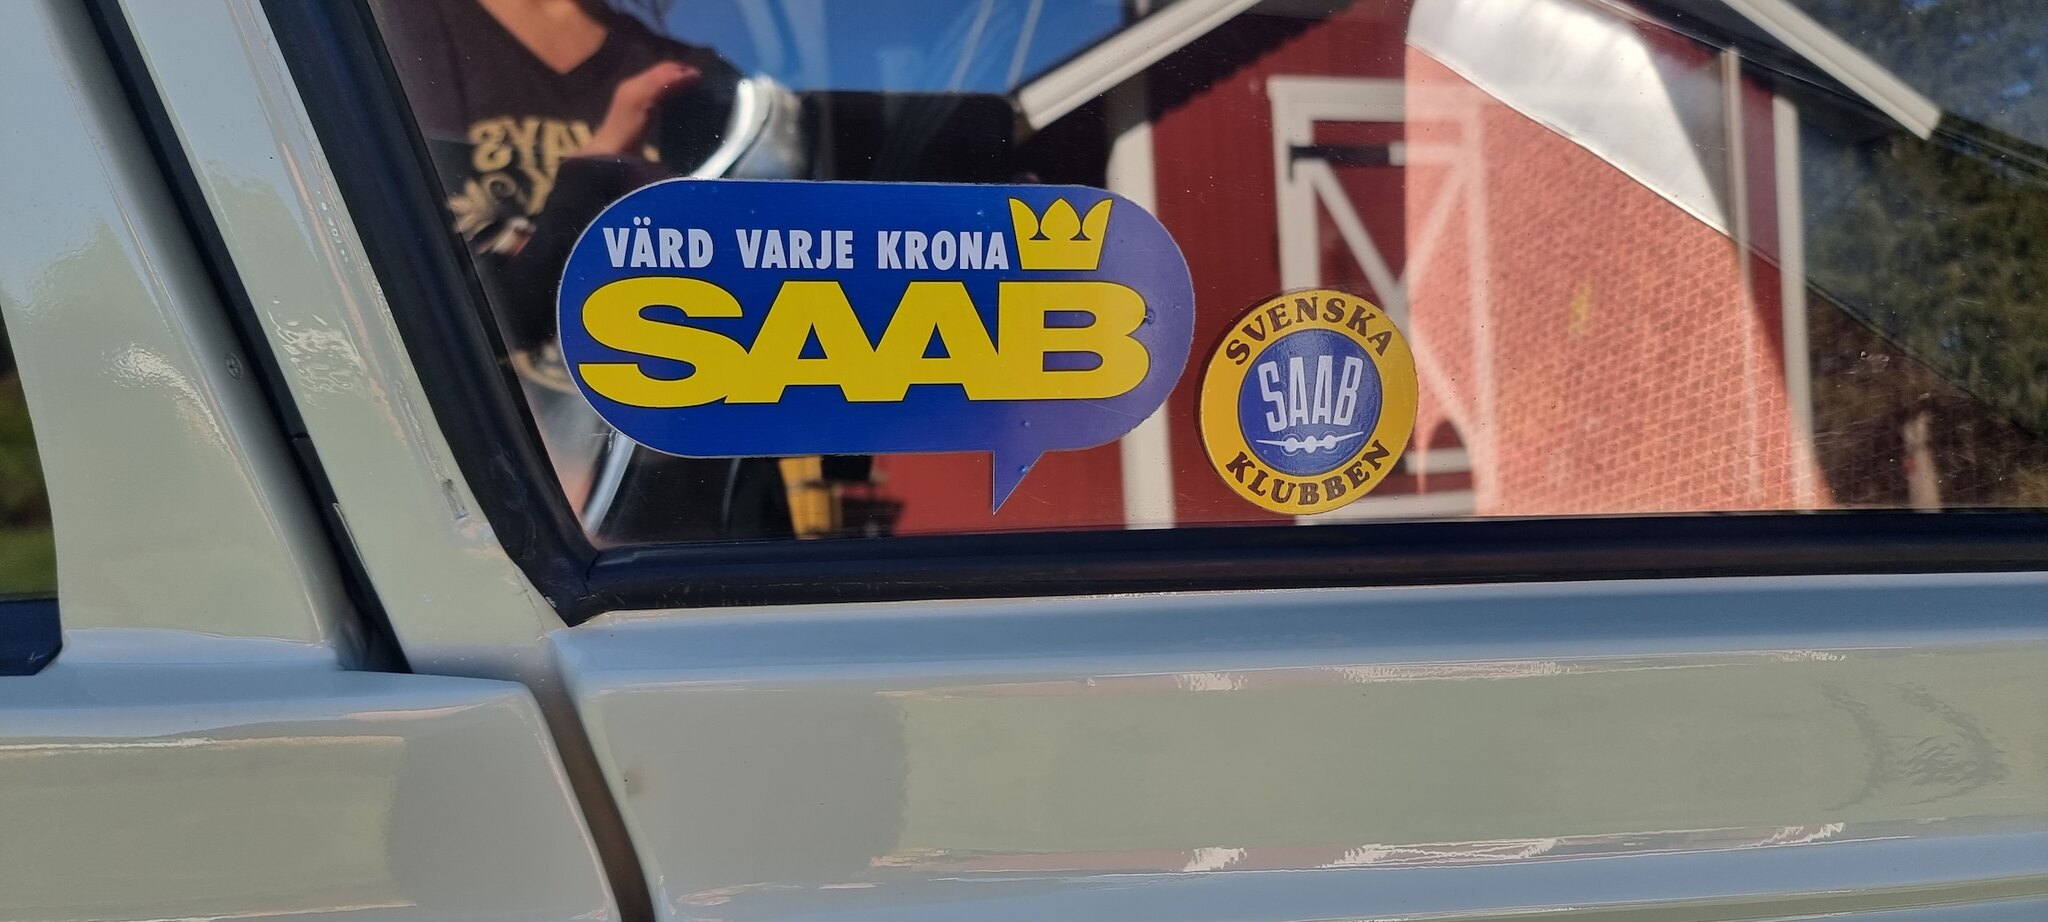 VÄRD VARJE KRONA
SAAB
SVENSKA
SAAB
KLUBBEN